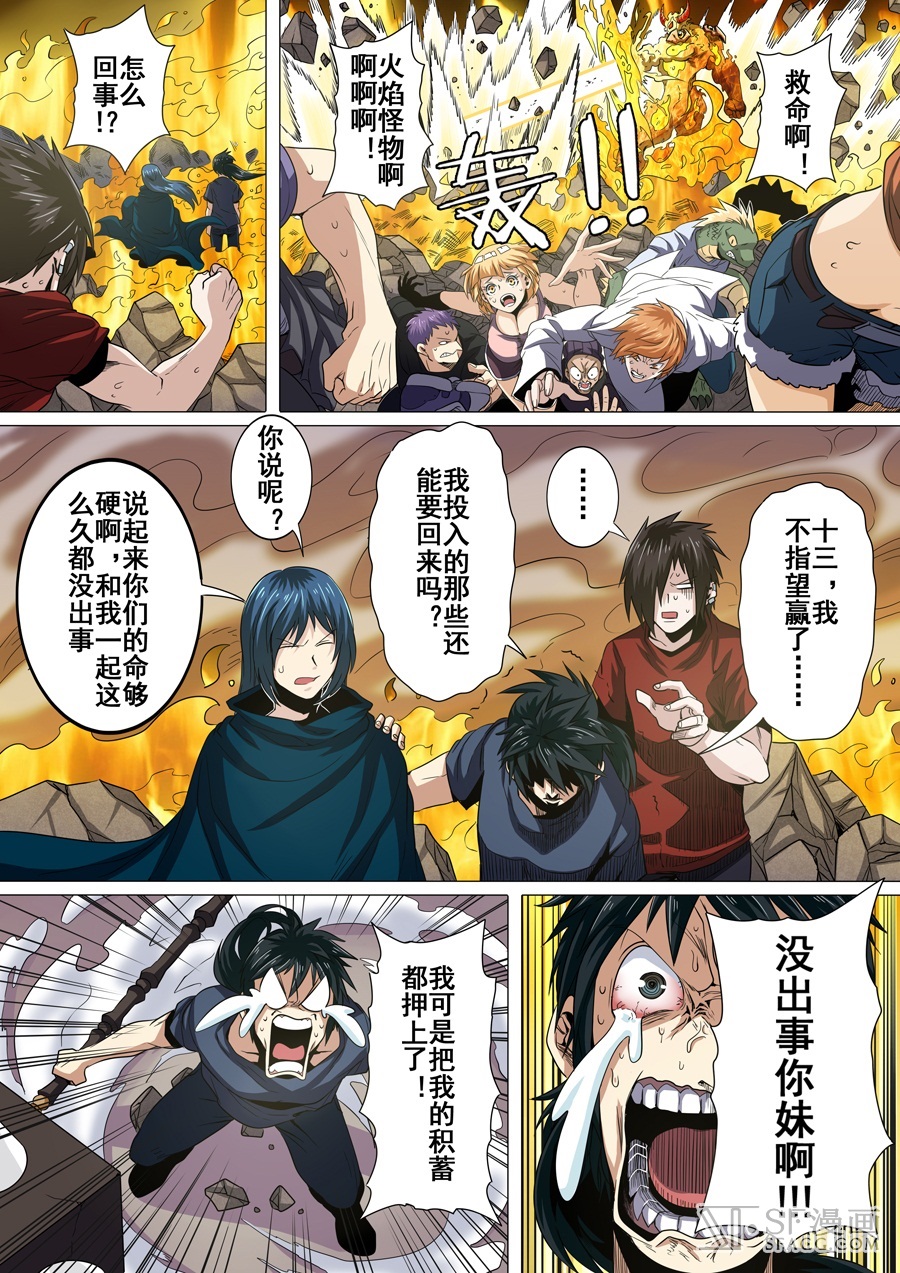 救命啊！
火焰怪物啊
啊啊啊！
轰!!
怎么
回事!?
十三，我
不指望赢
了……
……
我投入的那些还
能要回来吗？
你说呢？
说起来你们的命够
硬啊，和我一起这
么久都没出事
没出事你妹啊!!!
我可是把我的积蓄
都押上了！
SF漫画
SFACG.COM